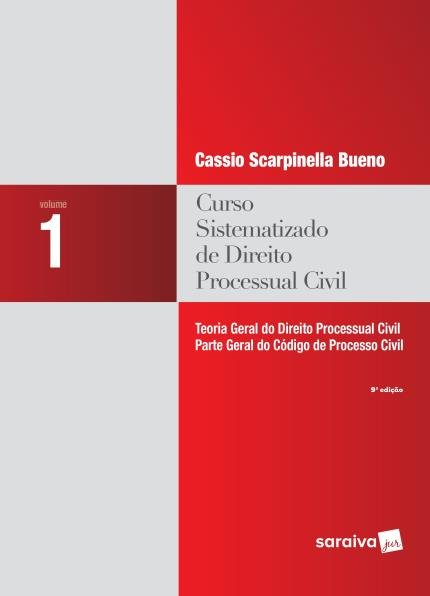 Cassio Scarpinella Bueno
volume
1
Curso
Sistematizado
de Direito
Processual Civil
Teoria Geral do Direito Processual Civil
Parte Geral do Código de Processo Civil
9ª edição
saraiva jur